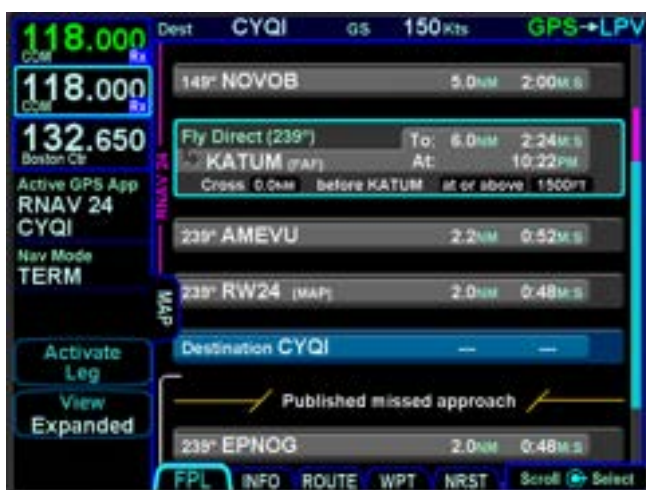 Dest CYQI GS 150 Kts GPS→LPV
118.000
COM Rx
118.000
COM Rx
132.650
Boston Ctr
Active GPS App
RNAV 24
CYQI
Nav Mode
TERM
Activate
Leg
View
Expanded
RNAV 24
MAP
149° NOVOB 5.0NM 2:00M:S
Fly Direct (239°) To: 6.0NM 2:24M:S
KATUM (FAF) At: 10:22PM
Cross 0.0NM before KATUM at or above 1500FT
239° AMEVU 2.2NM 0:52M:S
239° RW24 (MAP) 2.0NM 0:48M:S
Destination CYQI --- ---
Published missed approach
239° EPNOG 2.0NM 0:48M:S
FPL INFO ROUTE WPT NRST Scroll Select